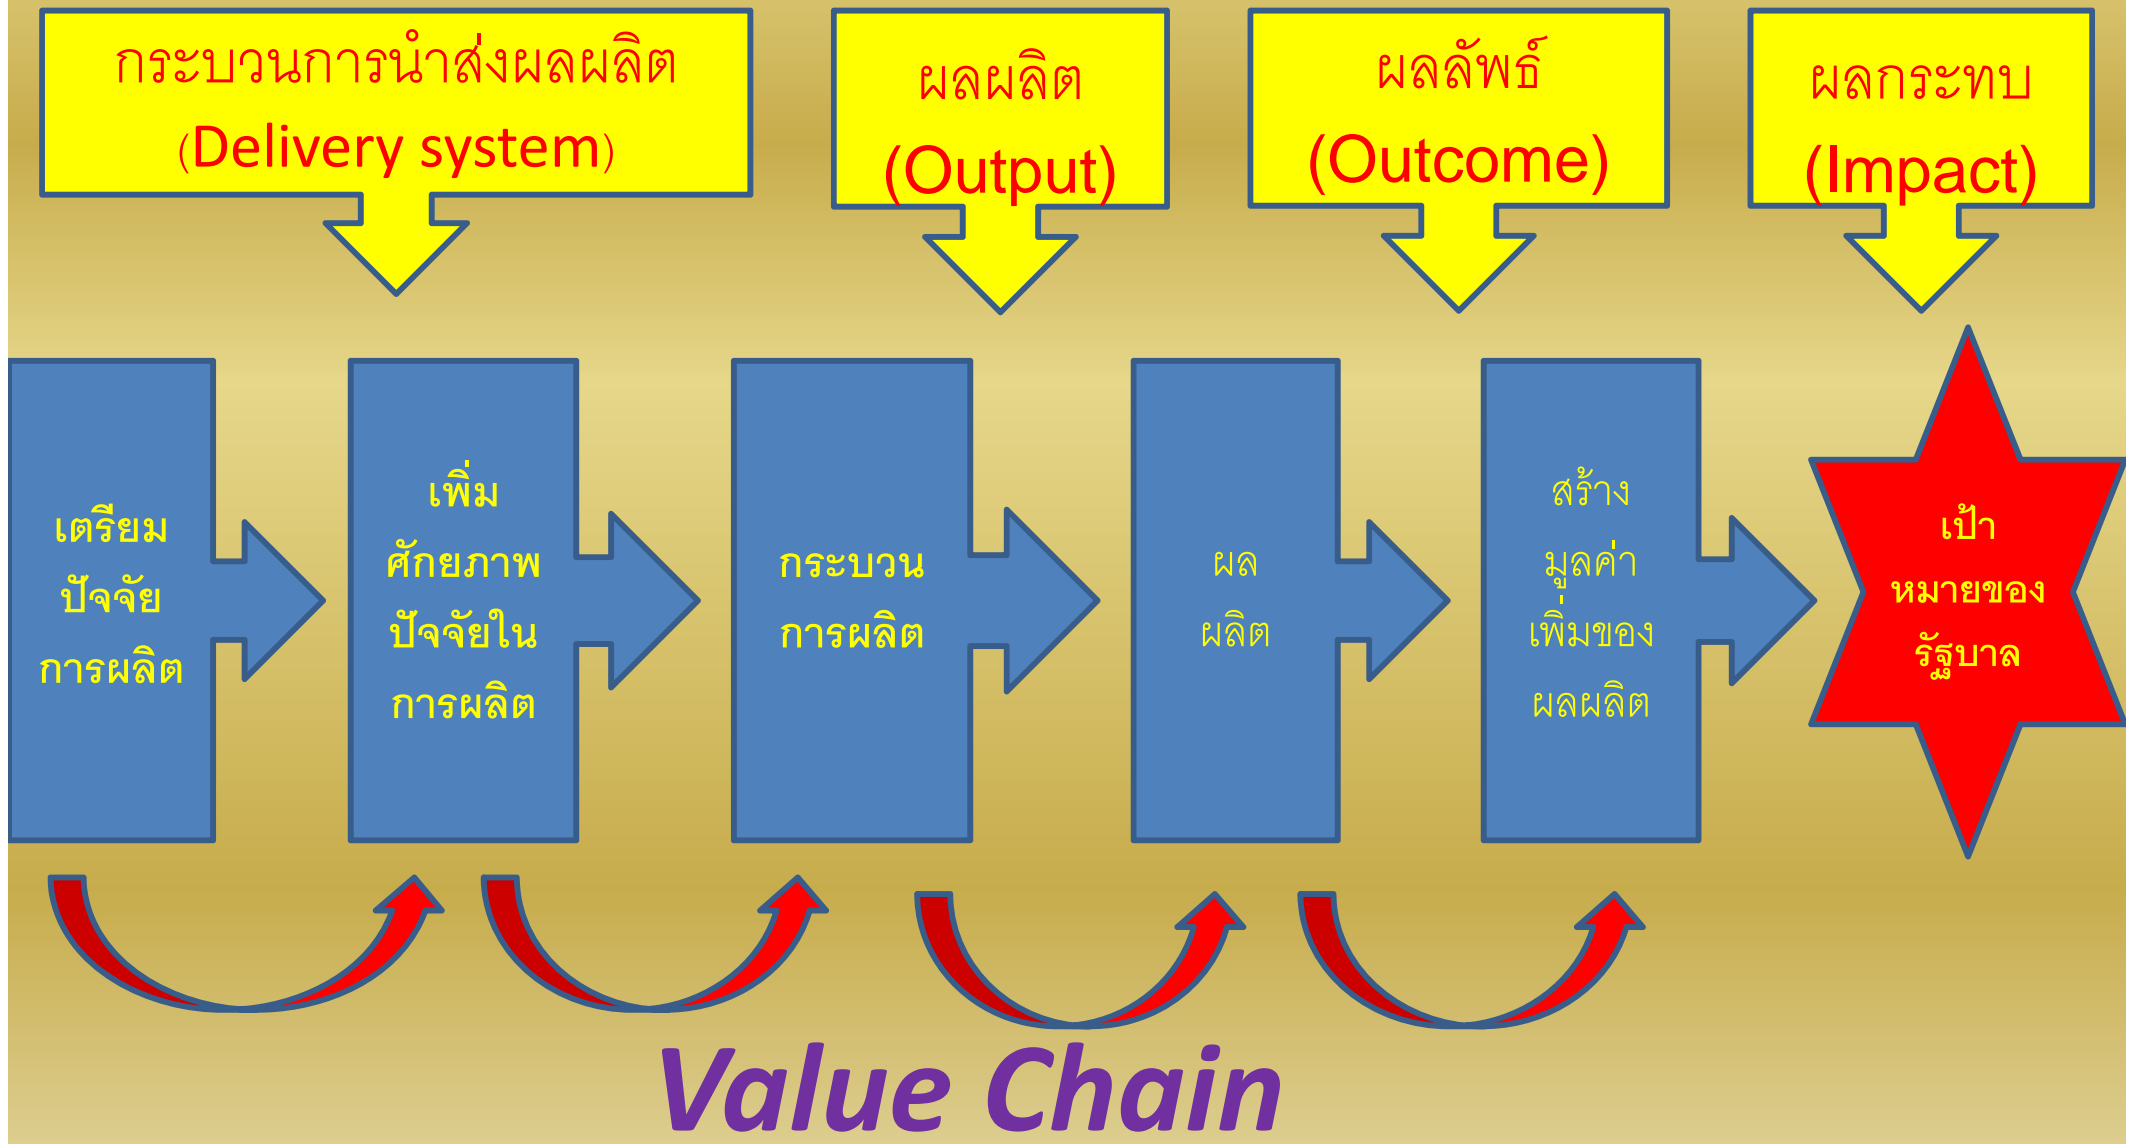 กระบวนการนำส่งผลผลิต
(Delivery system)
ผลผลิต
(Output)
ผลลัพธ์
(Outcome)
ผลกระทบ
(Impact)
เตรียม
ปัจจัย
การผลิต
เพิ่ม
ศักยภาพ
ปัจจัยใน
การผลิต
กระบวน
การผลิต
ผล
ผลิต
สร้าง
มูลค่า
เพิ่มของ
ผลผลิต
เป้า
หมายของ
รัฐบาล
Value Chain